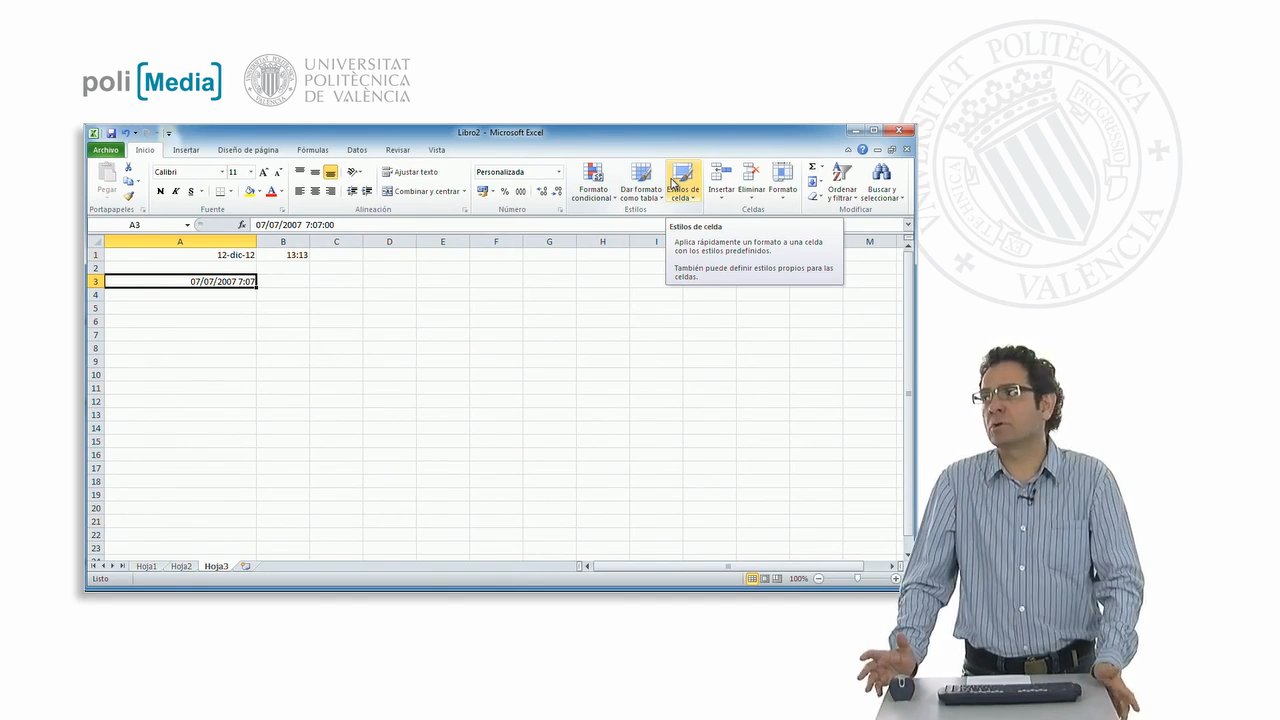 poli[Media]
UNIVERSITAT
POLITÈCNICA
DE VALÈNCIA
UNIVERSITAT POLITÈCNICA DE VALÈNCIA
Libro2 - Microsoft Excel
Archivo Inicio Insertar Diseño de página Fórmulas Datos Revisar Vista
Pegar
Portapapeles
Calibri 11
N K S
Fuente
Ajustar texto
Combinar y centrar
Alineación
Personalizada
% 000
Número
Formato condicional
Dar formato como tabla
Estilos de celda
Estilos
Insertar Eliminar Formato
Celdas
Ordenar y filtrar
Buscar y seleccionar
Modificar
A3 fx 07/07/2007 7:07:00
Estilos de celda
Aplica rápidamente un formato a una celda
con los estilos predefinidos.
También puede definir estilos propios para las
celdas.
A B C D E F G H I M
1 12-dic-12 13:13
2
3 07/07/2007 7:07
4
5
6
7
8
9
10
11
12
13
14
15
16
17
18
19
20
21
22
23
Hoja1 Hoja2 Hoja3
Listo 100%